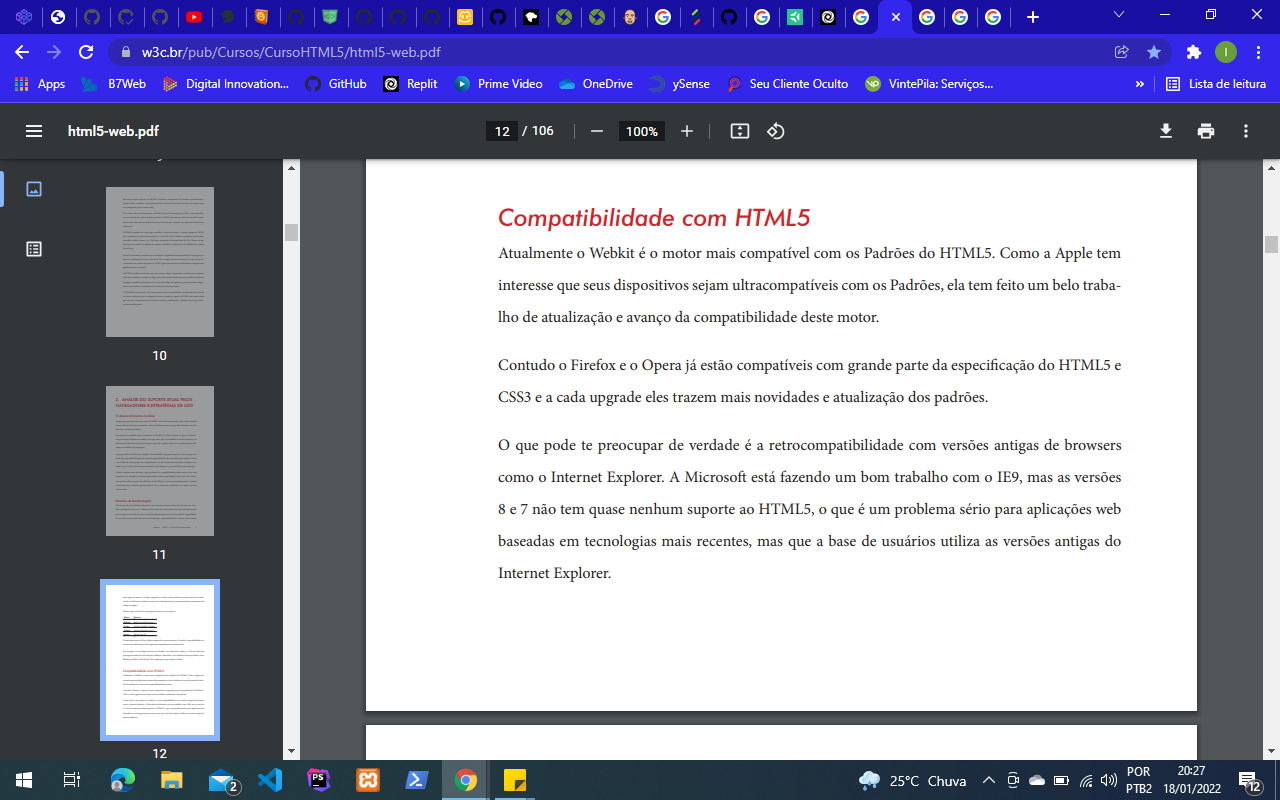 w3c.br/pub/Cursos/CursoHTML5/html5-web.pdf
I
Apps
B7Web
Digital Innovation...
GitHub
Replit
Prime Video
OneDrive
ySense
Seu Cliente Oculto
VintePila: Serviços...
»
Lista de leitura
html5-web.pdf
12 / 106
100%
10
11
12
Compatibilidade com HTML5
Atualmente o Webkit é o motor mais compatível com os Padrões do HTML5. Como a Apple tem
interesse que seus dispositivos sejam ultracompatíveis com os Padrões, ela tem feito um belo traba-
lho de atualização e avanço da compatibilidade deste motor.
Contudo o Firefox e o Opera já estão compatíveis com grande parte da especificação do HTML5 e
CSS3 e a cada upgrade eles trazem mais novidades e atualização dos padrões.
O que pode te preocupar de verdade é a retrocompatibilidade com versões antigas de browsers
como o Internet Explorer. A Microsoft está fazendo um bom trabalho com o IE9, mas as versões
8 e 7 não tem quase nenhum suporte ao HTML5, o que é um problema sério para aplicações web
baseadas em tecnologias mais recentes, mas que a base de usuários utiliza as versões antigas do
Internet Explorer.
2
PS
25°C Chuva
POR
PTB2
20:27
18/01/2022
12